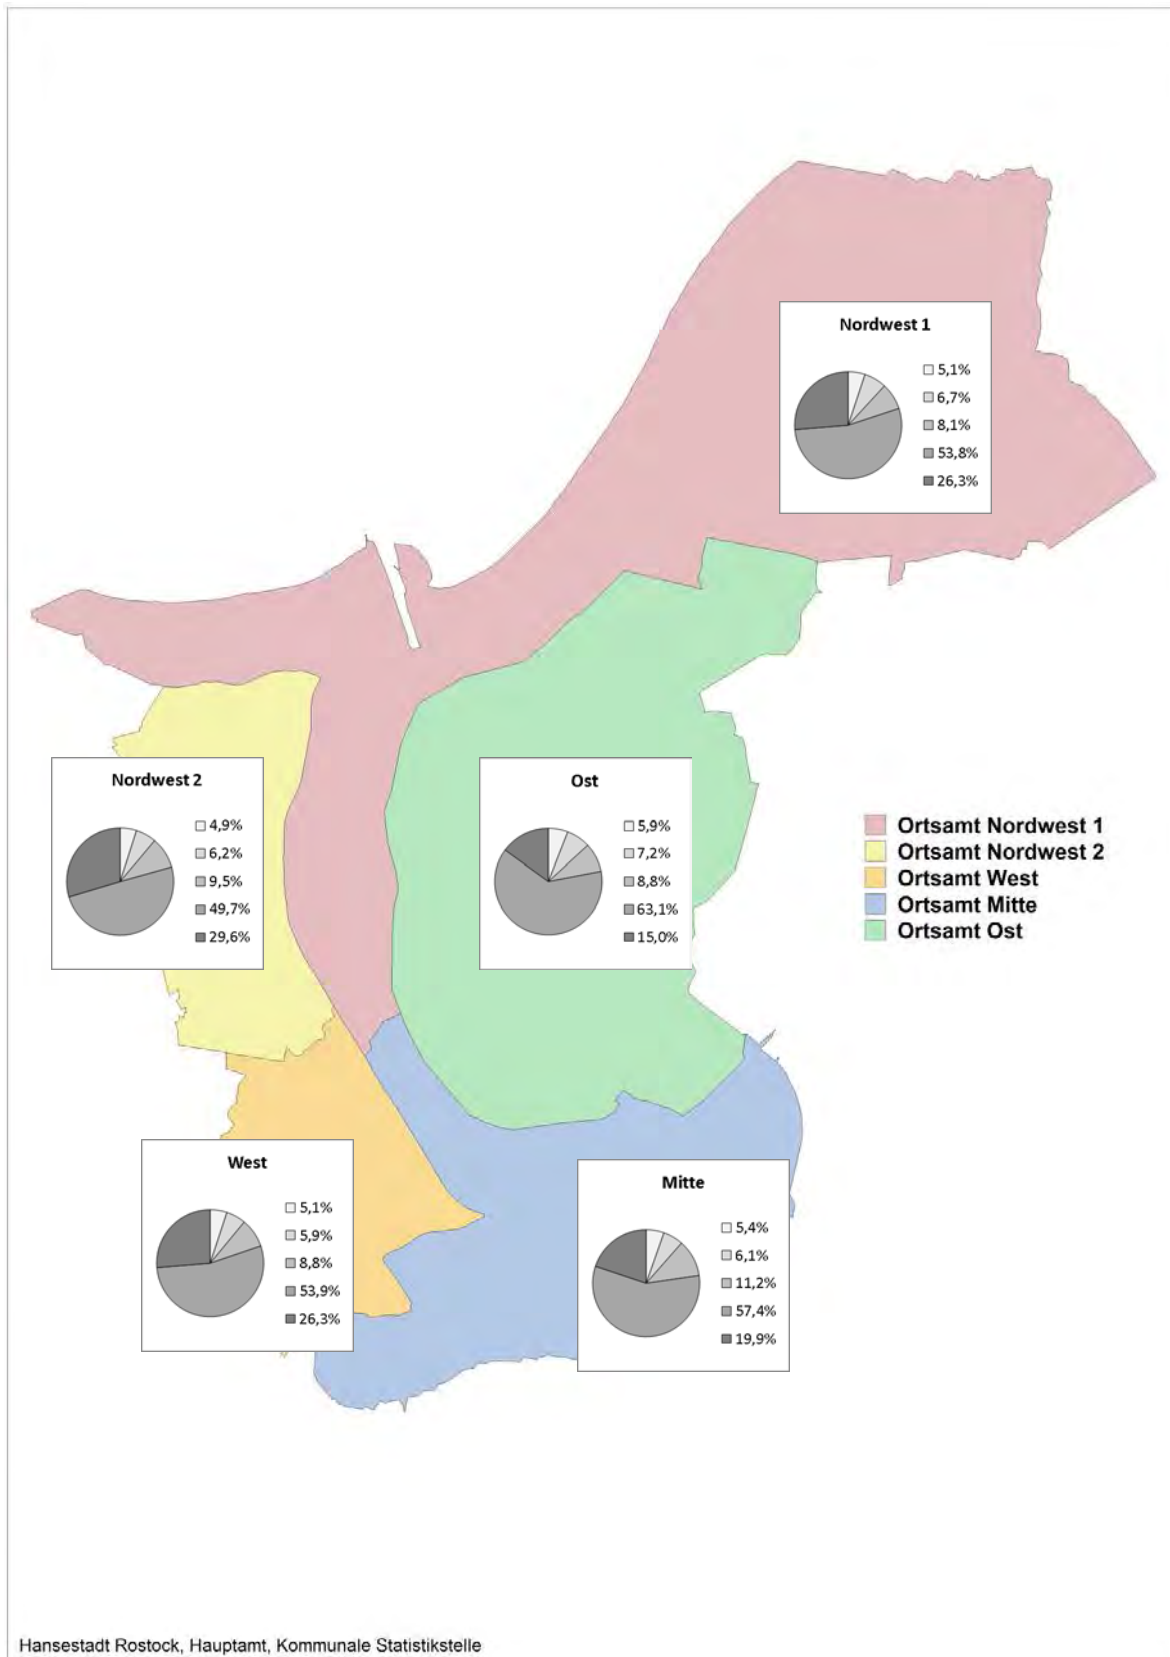 Nordwest 1
5,1%
6,7%
8,1%
53,8%
26,3%
Nordwest 2
4,9%
6,2%
9,5%
49,7%
29,6%
Ost
5,9%
7,2%
8,8%
63,1%
15,0%
Ortsamt Nordwest 1
Ortsamt Nordwest 2
Ortsamt West
Ortsamt Mitte
Ortsamt Ost
West
5,1%
5,9%
8,8%
53,9%
26,3%
Mitte
5,4%
6,1%
11,2%
57,4%
19,9%
Hansestadt Rostock, Hauptamt, Kommunale Statistikstelle